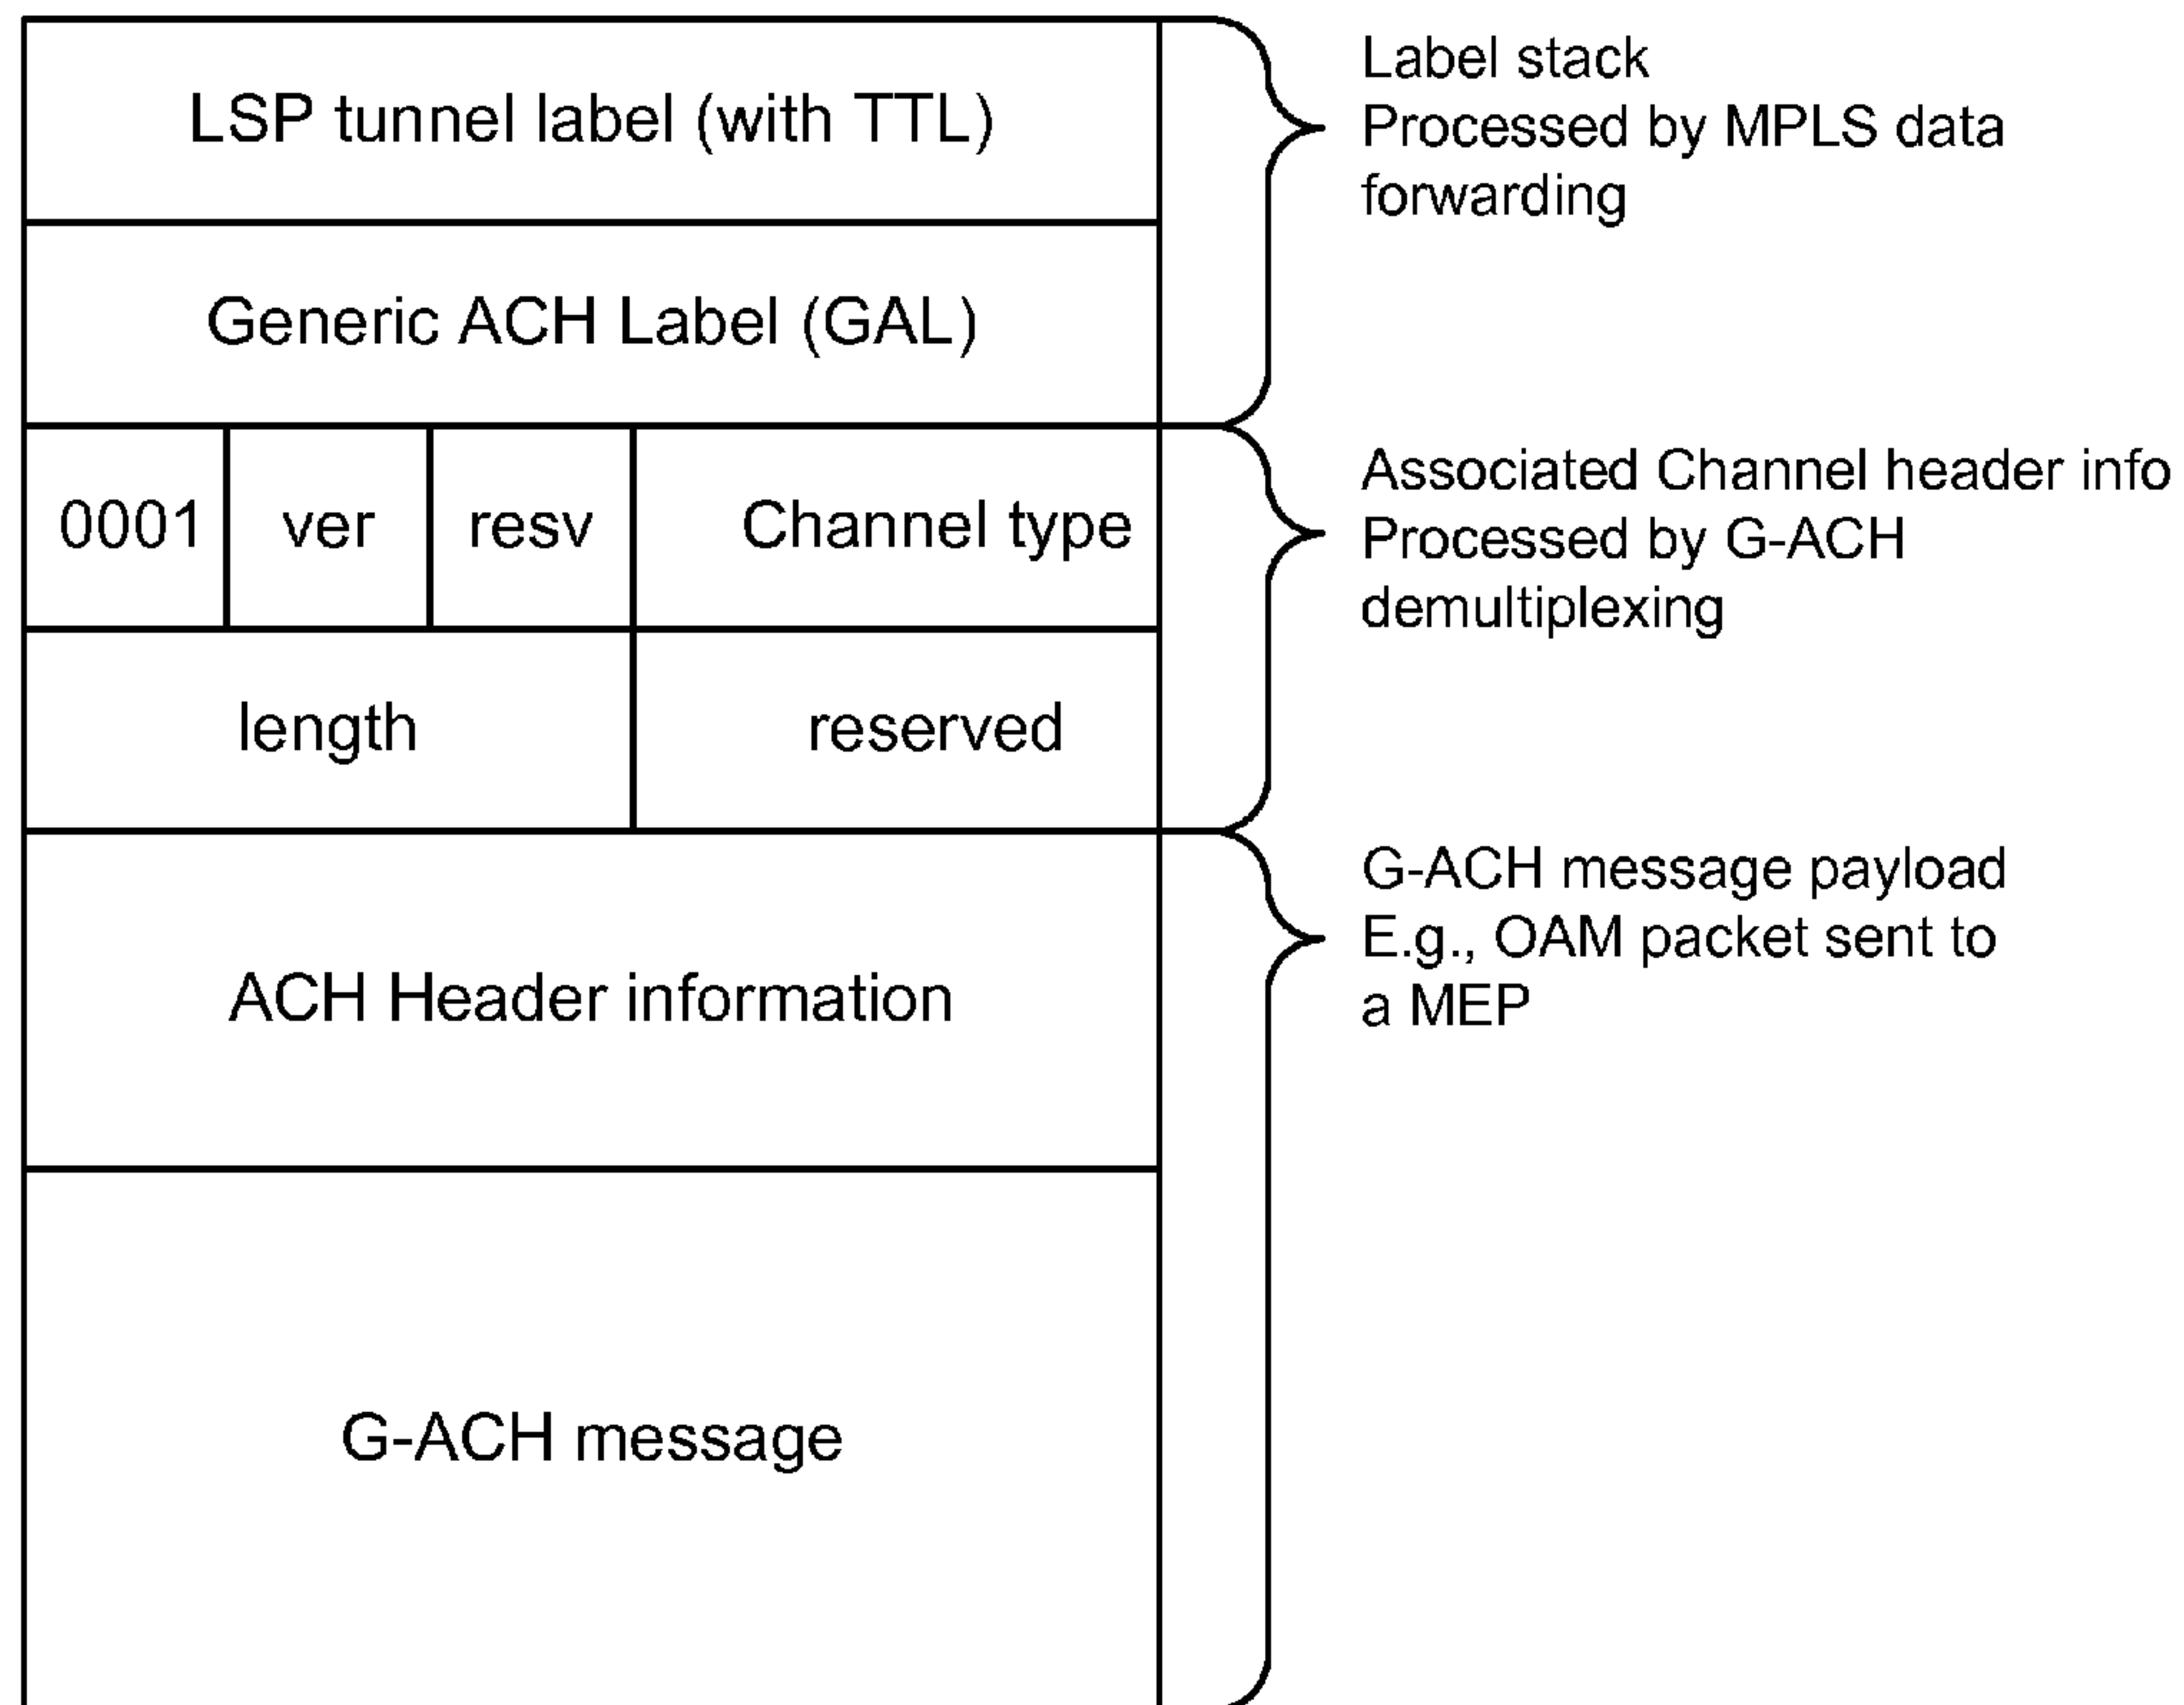 LSP tunnel label (with TTL)
Label stack
Processed by MPLS data
forwarding
Generic ACH Label (GAL)
0001 ver resv Channel type
Associated Channel header info
Processed by G-ACH
demultiplexing
length reserved
ACH Header information
G-ACH message payload
E.g., OAM packet sent to
a MEP
G-ACH message